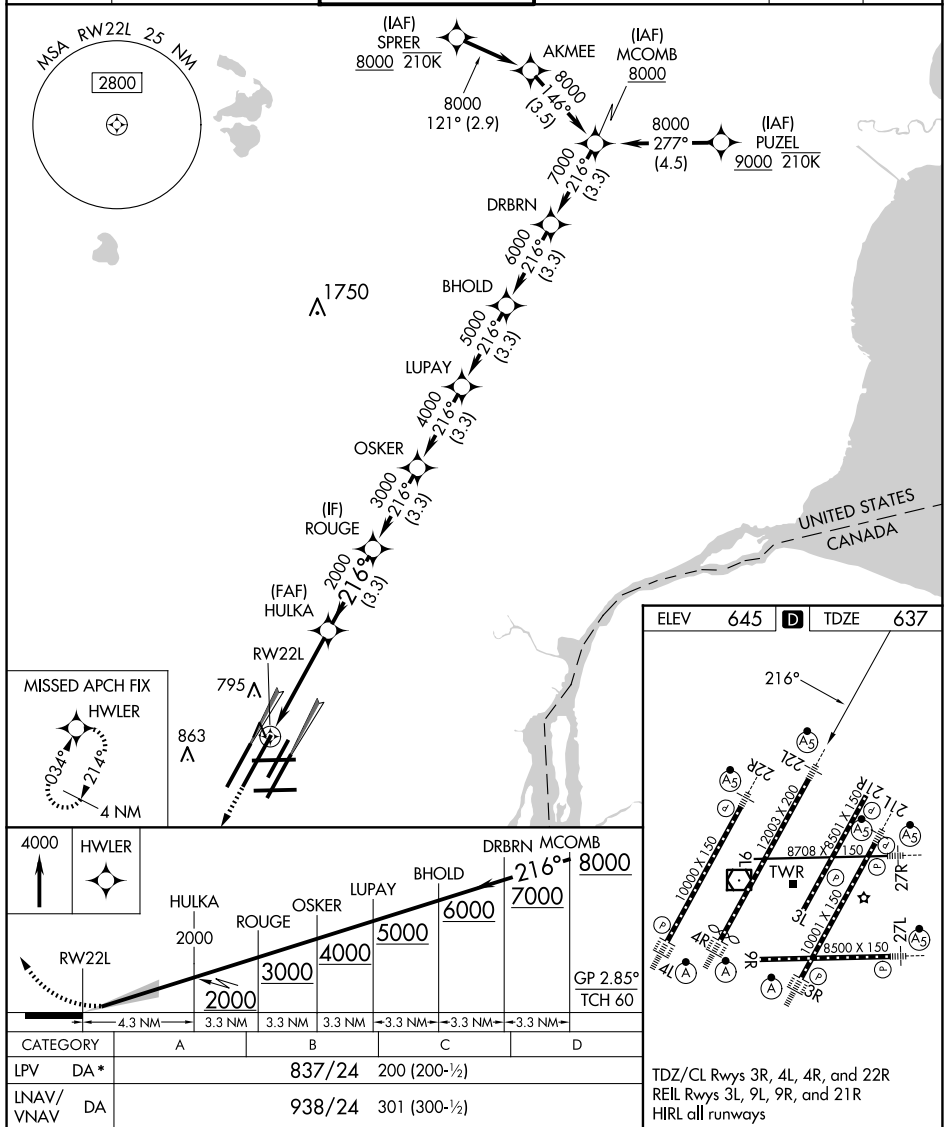 MSA RW22L 25 NM
2800
(IAF)
SPRER
8000 210K
AKMEE
(IAF)
MCOMB
8000
8000
121° (2.9)
8000
146°
(3.5)
8000
277°
(4.5)
(IAF)
PUZEL
9000 210K
7000
216°
(3.3)
DRBRN
6000
216°
(3.3)
BHOLD
1750
5000
216°
(3.3)
LUPAY
4000
216°
(3.3)
OSKER
3000
216°
(3.3)
(IF)
ROUGE
2000
216°
(3.3)
(FAF)
HULKA
UNITED STATES
CANADA
RW22L
795
863
MISSED APCH FIX
HWLER
034°
214°
4 NM
ELEV 645 D TDZE 637
216°
A5
22R
A5
22L
A5
21R
P
A5
21L
P
A5
10000 X 150
12003 X 200
8501 X 150
8708 X 150
P
27R
TWR
3L
P
10001 X 150
A5
27L
4R
9R
8500 X 150
P
4L
A
A
P
A
3R
P
4000
HWLER
RW22L
HULKA
2000
2000
ROUGE
3000
OSKER
4000
LUPAY
5000
BHOLD
6000
DRBRN
7000
216°
MCOMB
8000
GP 2.85°
TCH 60
4.3 NM 3.3 NM 3.3 NM 3.3 NM 3.3 NM 3.3 NM 3.3 NM
CATEGORY A B C D
LPV DA* 837/24 200 (200-½)
LNAV/
VNAV DA 938/24 301 (300-½)
TDZ/CL Rwys 3R, 4L, 4R, and 22R
REIL Rwys 3L, 9L, 9R, and 21R
HIRL all runways